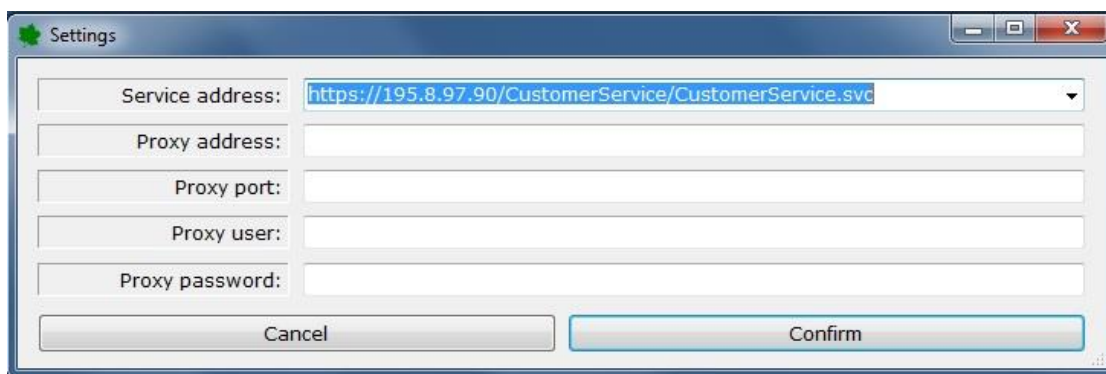 Settings
Service address: https://195.8.97.90/CustomerService/CustomerService.svc
Proxy address:
Proxy port:
Proxy user:
Proxy password:
Cancel Confirm